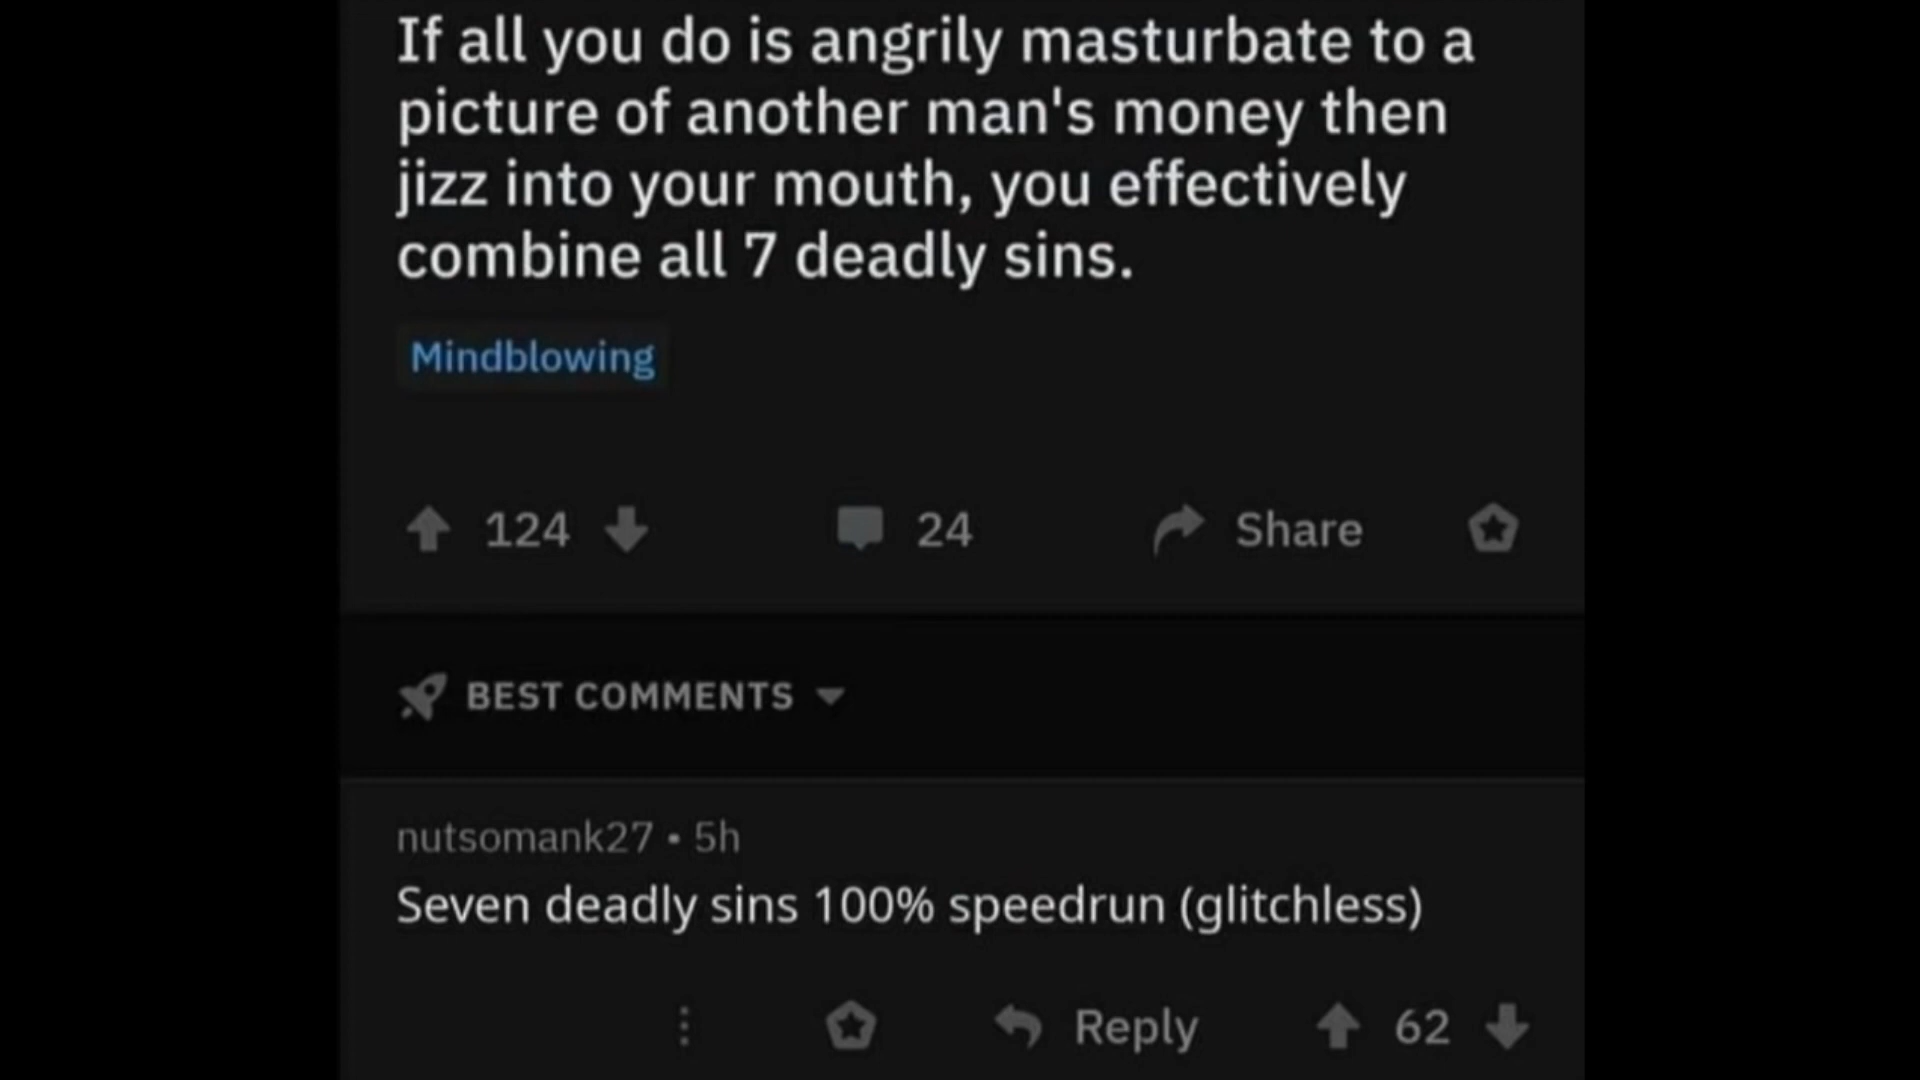 If all you do is angrily masturbate to a
picture of another man's money then
jizz into your mouth, you effectively
combine all 7 deadly sins.
Mindblowing
124 24 Share
BEST COMMENTS
nutsomank27 • 5h
Seven deadly sins 100% speedrun (glitchless)
Reply 62